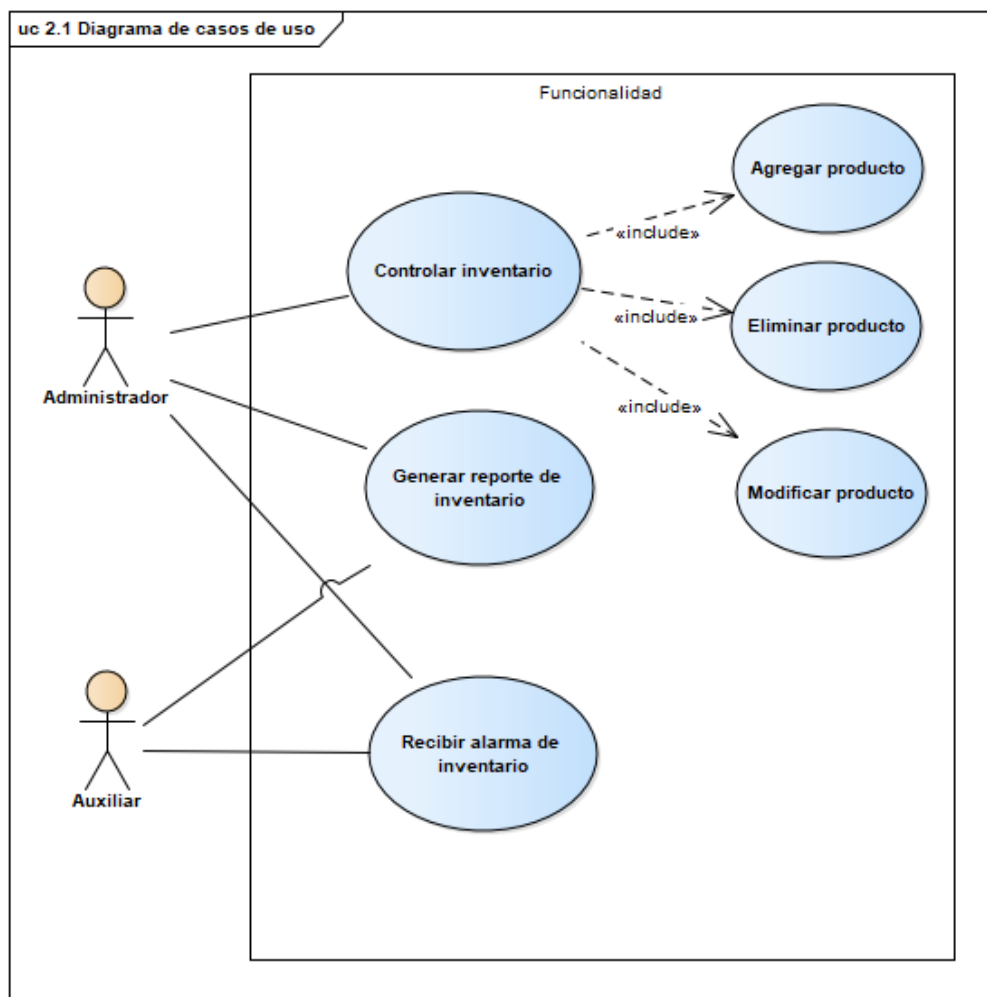 uc 2.1 Diagrama de casos de uso
Funcionalidad
Agregar producto
«include»
Controlar inventario
«include»
Eliminar producto
Administrador
«include»
Generar reporte de
inventario
Modificar producto
Recibir alarma de
inventario
Auxiliar